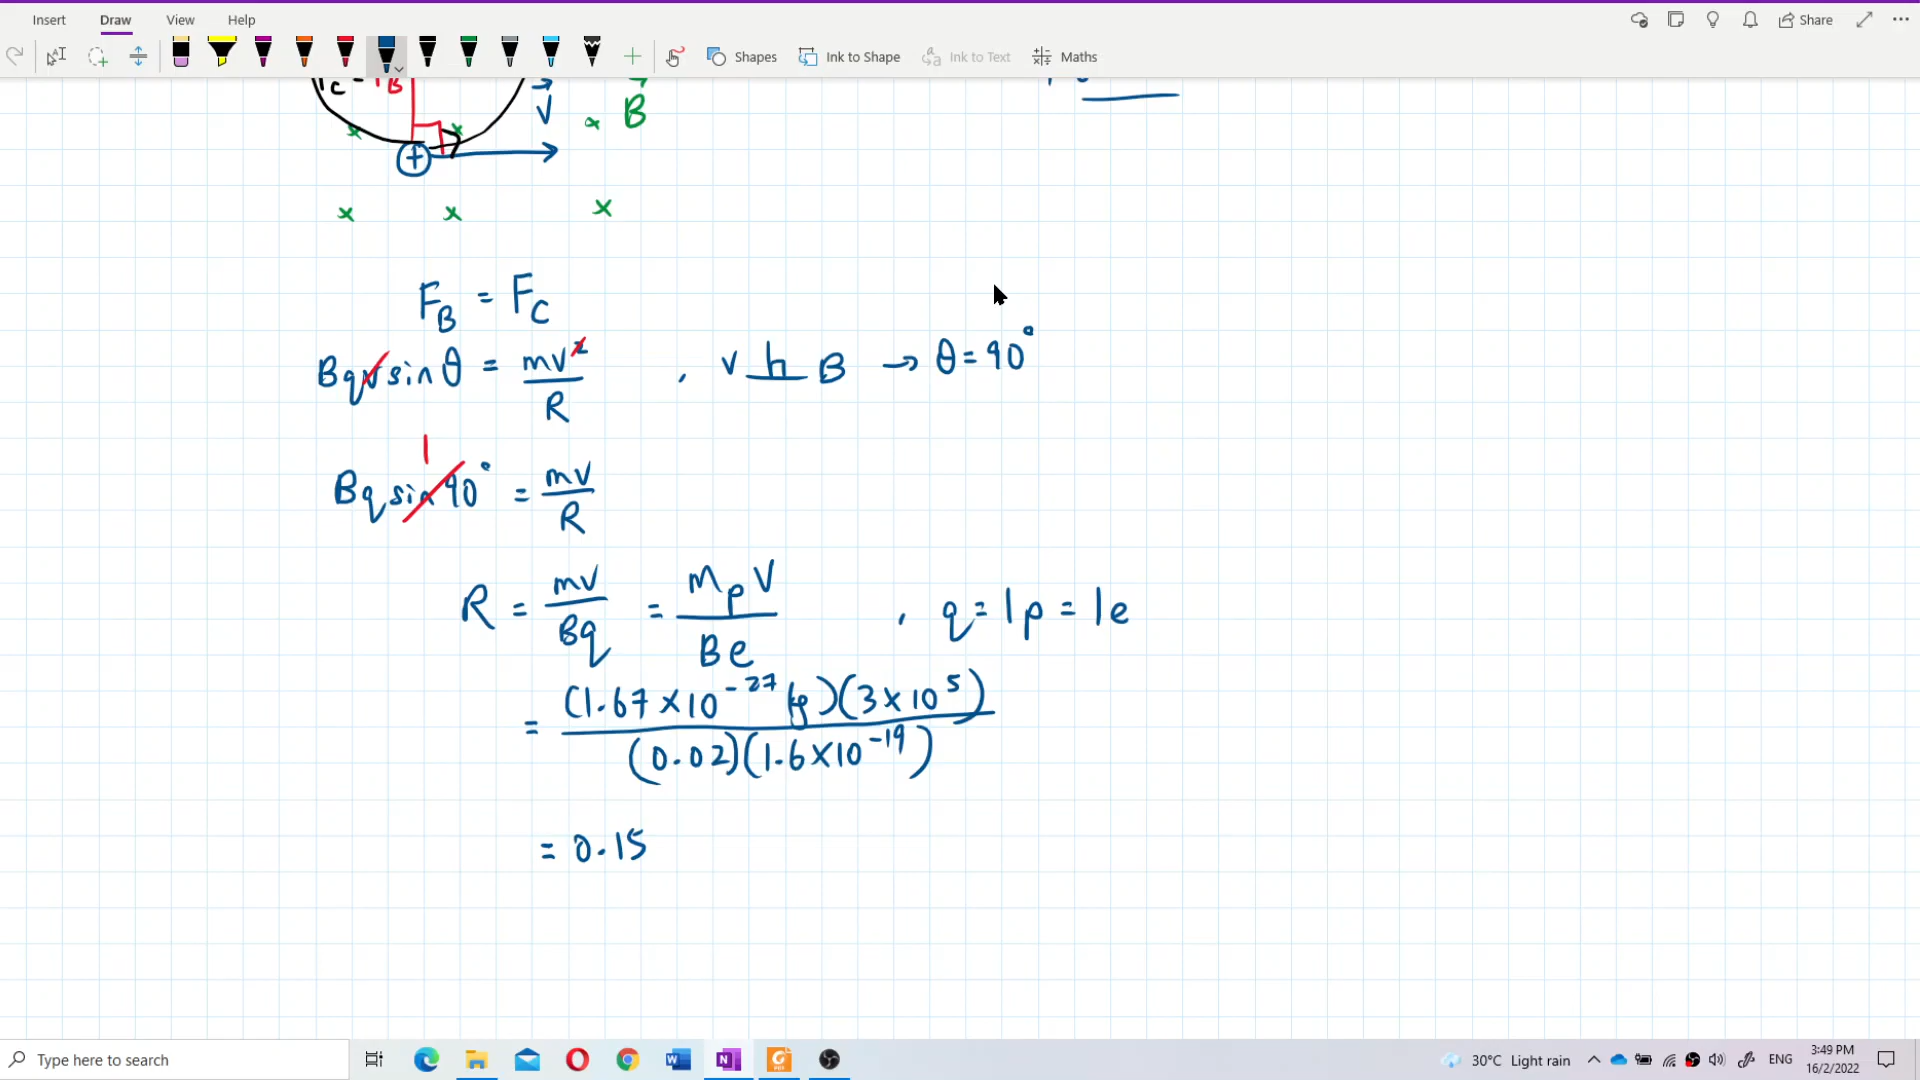 Insert Draw View Help
Share
Shapes Ink to Shape Ink to Text Maths
C B
V B
+
x x x
F_B = F_C
Bqv sin θ = mv²/R , v ⊥ B → θ = 90°
1
Bq sin 90° = mv/R
R = mv/Bq = m_p v/Be , q = 1p = 1e
= (1.67 × 10⁻²⁷ kg)(3 × 10⁵)/(0.02)(1.6 × 10⁻¹⁹)
= 0.15
Type here to search
30°C Light rain ENG 3:49 PM
16/2/2022